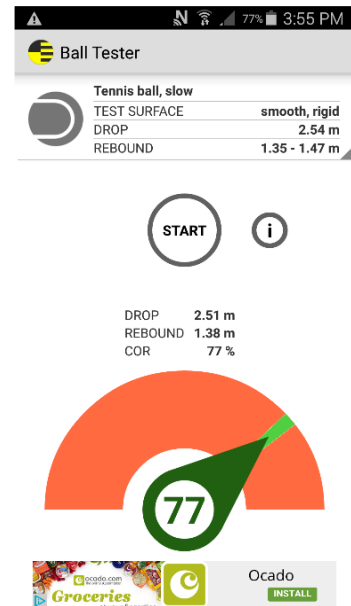 77% 3:55 PM
Ball Tester
Tennis ball, slow
TEST SURFACE smooth, rigid
DROP 2.54 m
REBOUND 1.35 - 1.47 m
START
i
DROP 2.51 m
REBOUND 1.38 m
COR 77 %
77
ocado.com
Groceries
Ocado
INSTALL